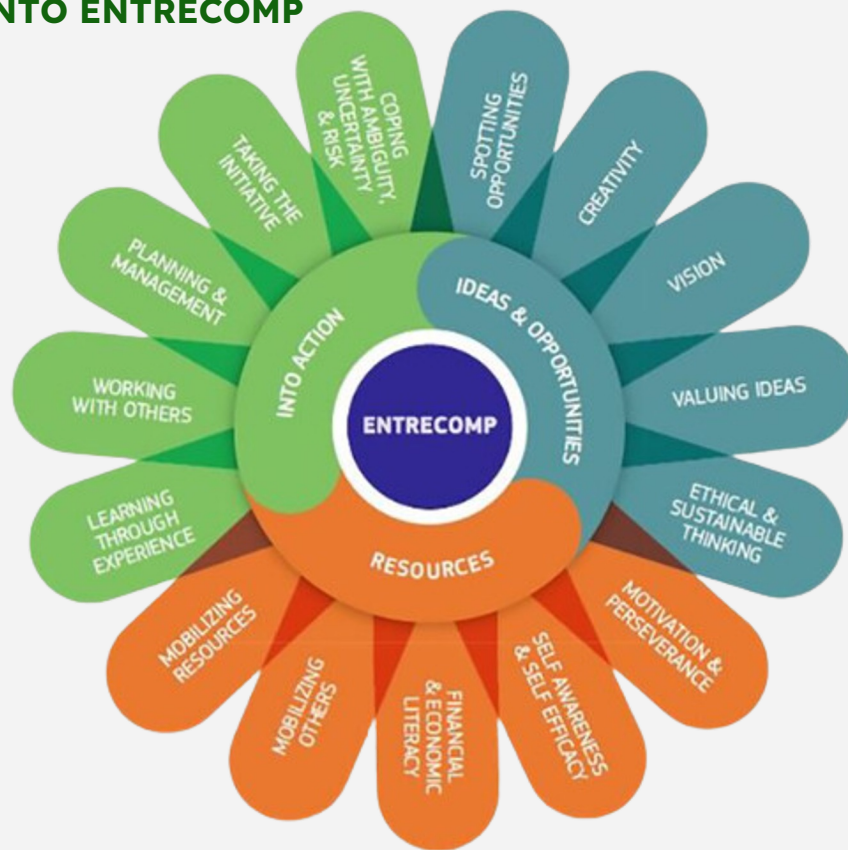 NTO ENTRECOMP
COPING
WITH AMBIGUITY,
UNCERTAINTY
& RISK
SPOTTING
OPPORTUNITIES
CREATIVITY
VISION
VALUING IDEAS
ETHICAL &
SUSTAINABLE
THINKING
MOTIVATION &
PERSEVERANCE
SELF AWARENESS
& SELF EFFICACY
FINANCIAL
& ECONOMIC
LITERACY
MOBILIZING
OTHERS
MOBILIZING
RESOURCES
LEARNING
THROUGH
EXPERIENCE
WORKING
WITH OTHERS
PLANNING &
MANAGEMENT
TAKING THE
INITIATIVE
INTO ACTION
IDEAS & OPPORTUNITIES
RESOURCES
ENTRECOMP